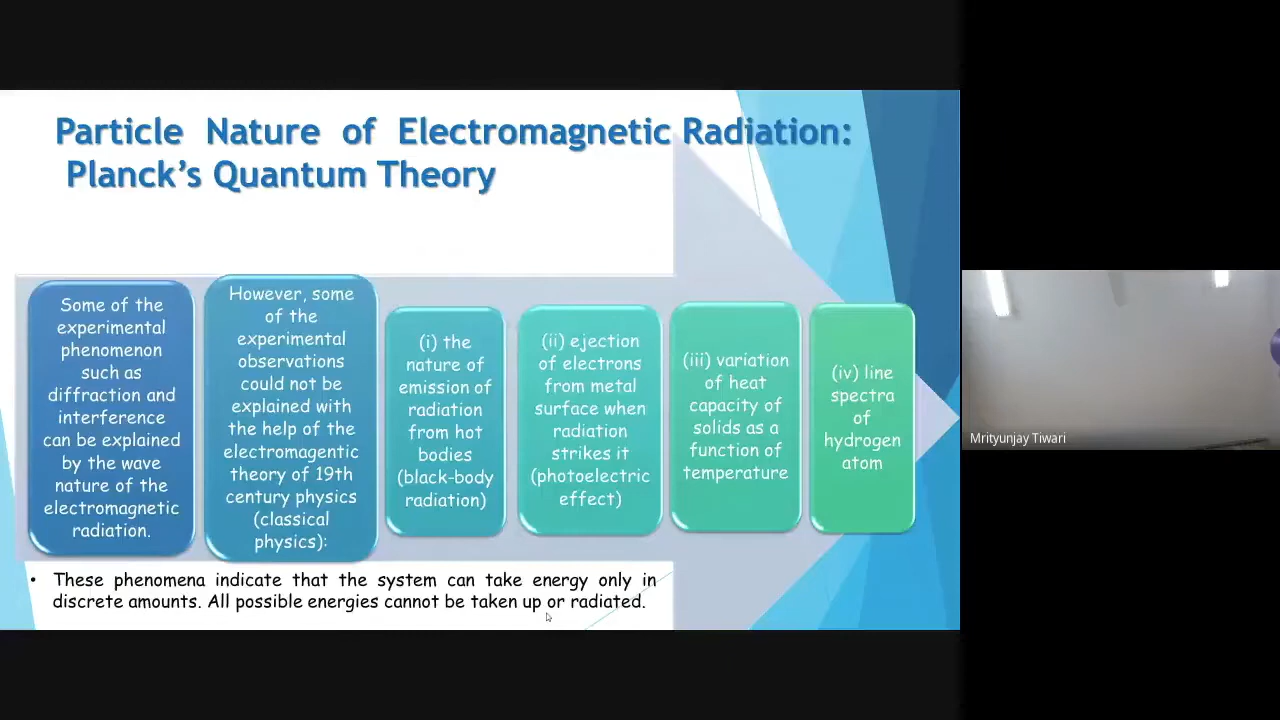 Particle Nature of Electromagnetic Radiation:
Planck's Quantum Theory
Some of the
experimental
phenomenon
such as
diffraction and
interference
can be explained
by the wave
nature of the
electromagnetic
radiation.
However, some
of the
experimental
observations
could not be
explained with
the help of the
electromagentic
theory of 19th
century physics
(classical
physics):
(i) the
nature of
emission of
radiation
from hot
bodies
(black-body
radiation)
(ii) ejection
of electrons
from metal
surface when
radiation
strikes it
(photoelectric
effect)
(iii) variation
of heat
capacity of
solids as a
function of
temperature
(iv) line
spectra
of
hydrogen
atom
• These phenomena indicate that the system can take energy only in
discrete amounts. All possible energies cannot be taken up or radiated.
Mrityunjay Tiwari